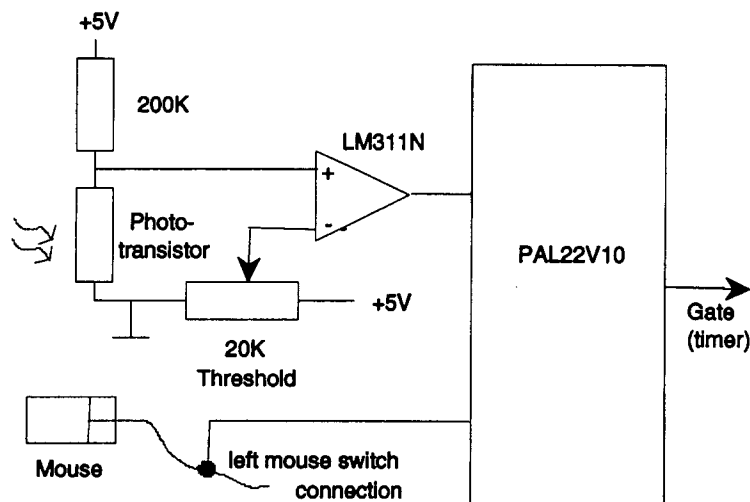 +5V
200K
LM311N
+
-
Photo-
transistor
PAL22V10
+5V
Gate
(timer)
20K
Threshold
Mouse
left mouse switch
connection